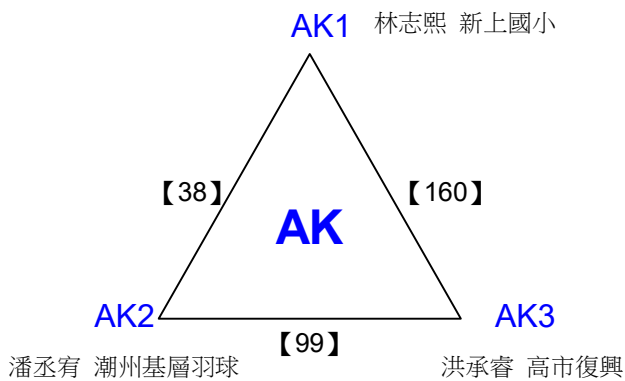 AK1 林志熙 新上國小
【38】 【160】
AK
AK2 AK3
【99】
潘丞宥 潮州基層羽球 洪承睿 高市復興